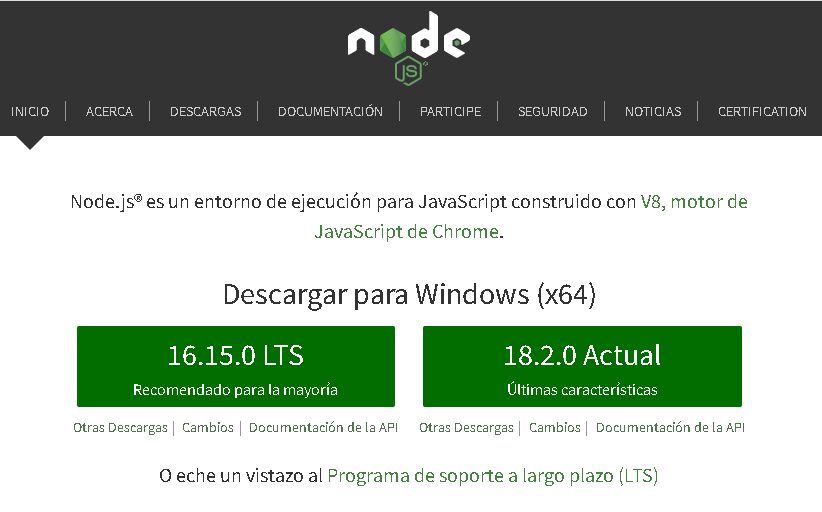 node
JS
INICIO | ACERCA | DESCARGAS | DOCUMENTACIÓN | PARTICIPE | SEGURIDAD | NOTICIAS | CERTIFICATION
Node.js® es un entorno de ejecución para JavaScript construido con V8, motor de
JavaScript de Chrome.
Descargar para Windows (x64)
16.15.0 LTS
Recomendado para la mayoría
18.2.0 Actual
Últimas características
Otras Descargas | Cambios | Documentación de la API
Otras Descargas | Cambios | Documentación de la API
O eche un vistazo al Programa de soporte a largo plazo (LTS)